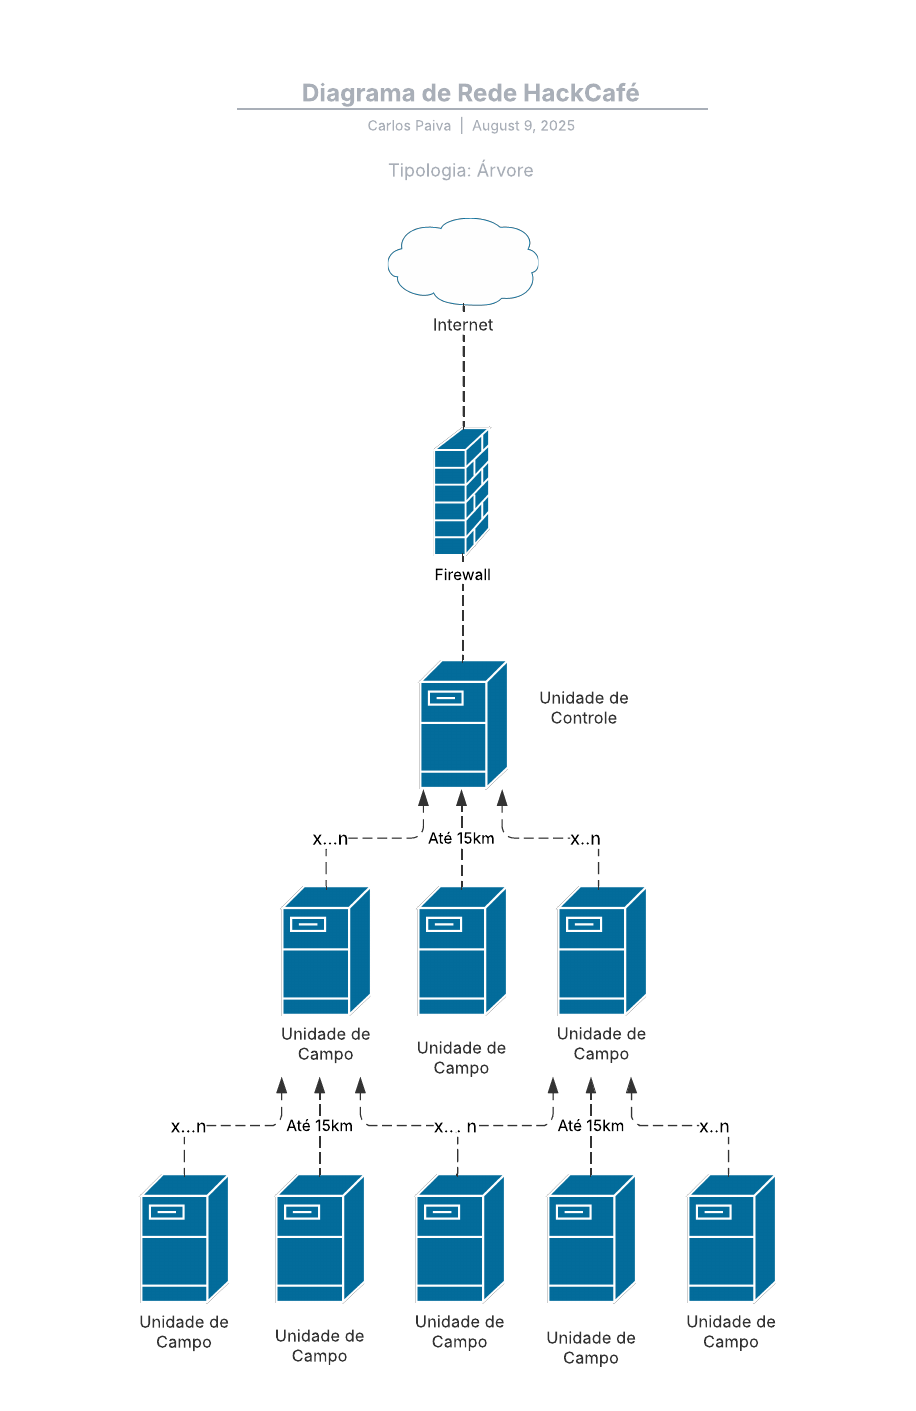 Diagrama de Rede HackCafé
Carlos Paiva | August 9, 2025
Tipologia: Árvore
Internet
Firewall
Unidade de
Controle
x...n
Até 15km
x..n
Unidade de
Campo
Unidade de
Campo
Unidade de
Campo
x...n
Até 15km
x... n
Até 15km
x..n
Unidade de
Campo
Unidade de
Campo
Unidade de
Campo
Unidade de
Campo
Unidade de
Campo